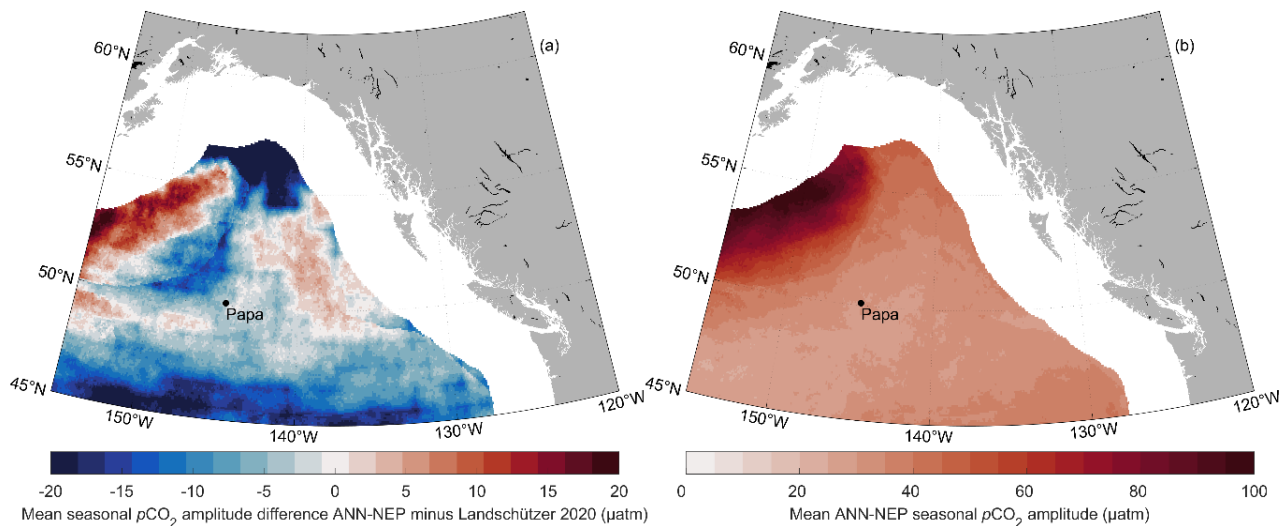 (a)
60°N
55°N
50°N
45°N
Papa
150°W
140°W
130°W
120°W
-20 -15 -10 -5 0 5 10 15 20
Mean seasonal pCO₂ amplitude difference ANN-NEP minus Landschützer 2020 (µatm)
(b)
60°N
55°N
50°N
45°N
Papa
150°W
140°W
130°W
120°W
0 20 40 60 80 100
Mean ANN-NEP seasonal pCO₂ amplitude (µatm)